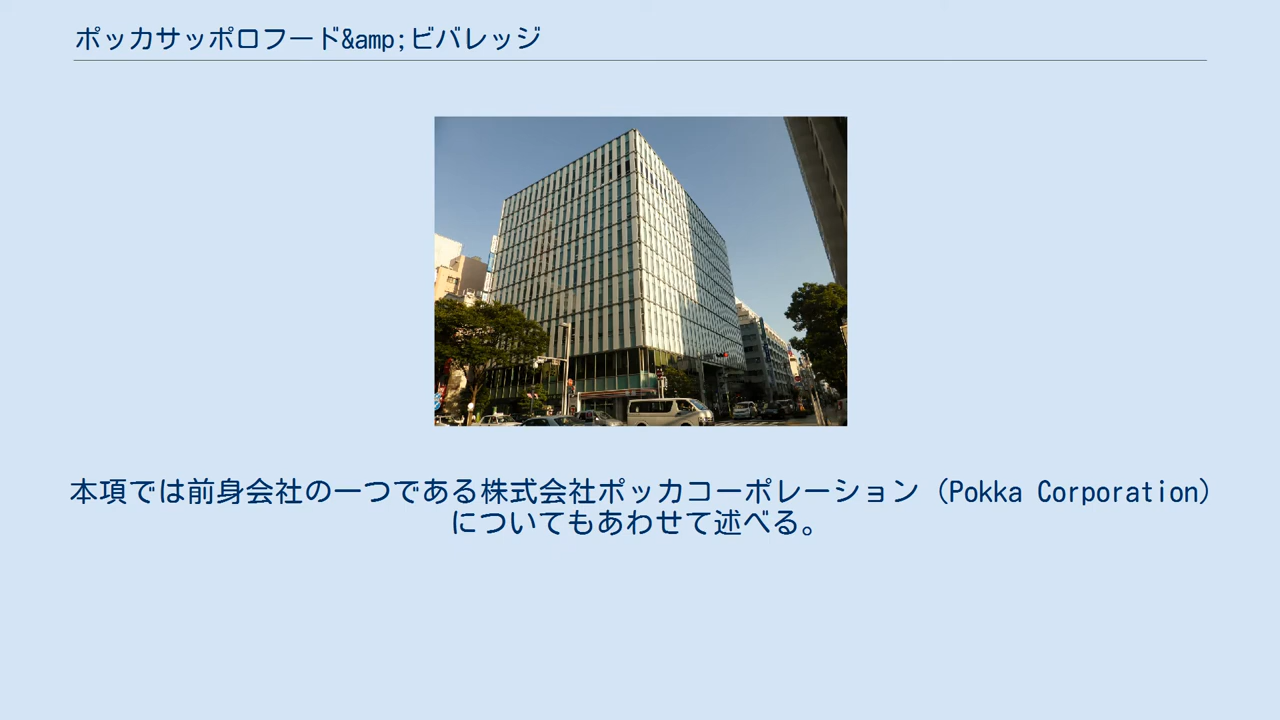 ポッカサッポロフード&amp;ビバレッジ
本項では前身会社の一つである株式会社ポッカコーポレーション（Pokka Corporation）
についてもあわせて述べる。